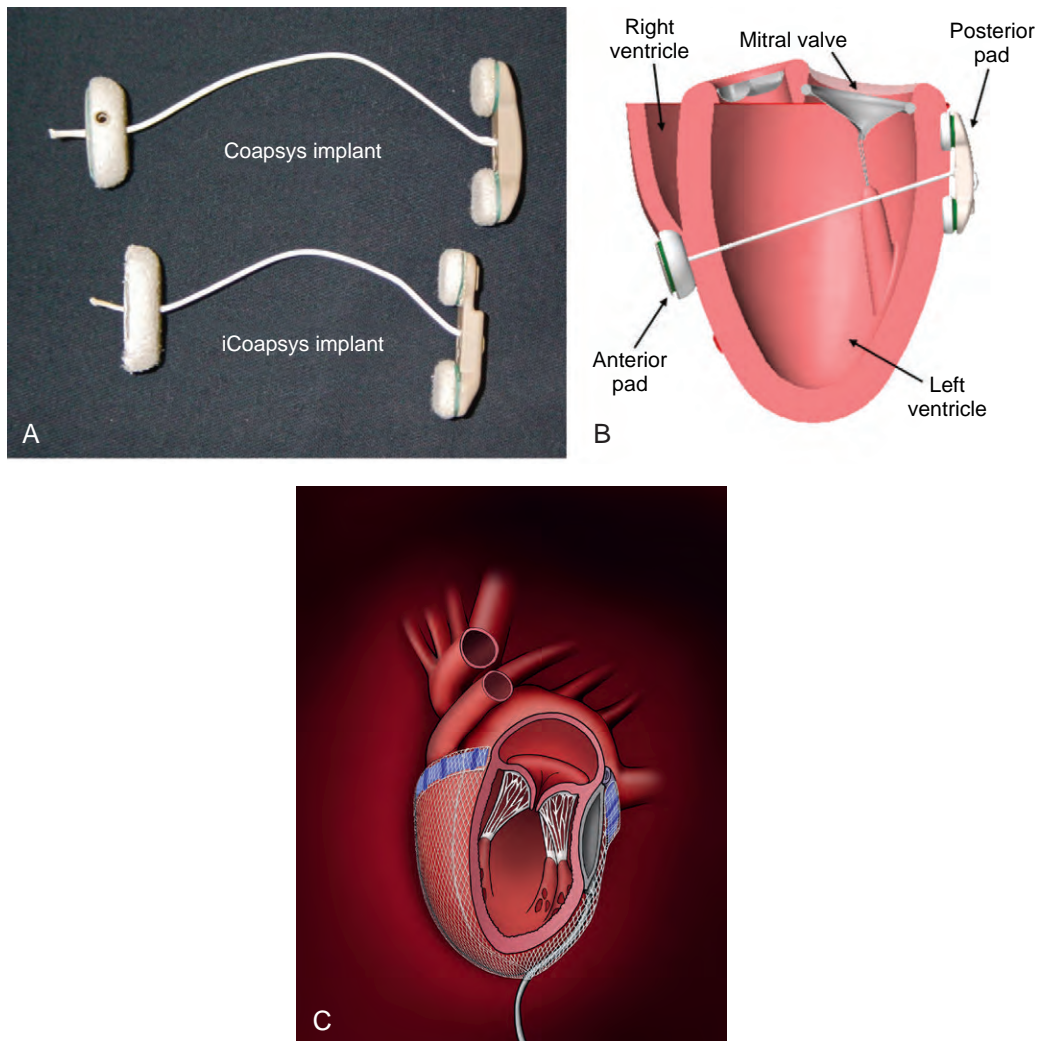 Coapsys implant
iCoapsys implant
A
Right
ventricle
Mitral valve
Posterior
pad
Anterior
pad
Left
ventricle
B
C